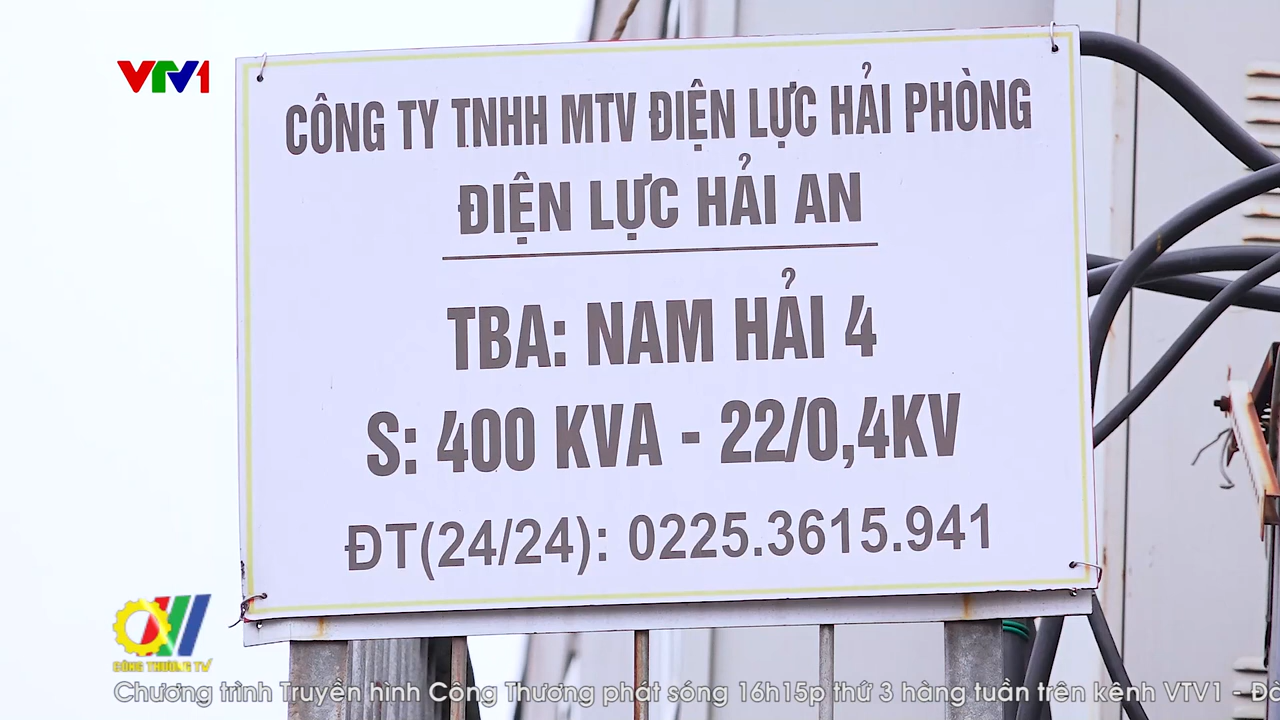 VTV1
CÔNG TY TNHH MTV ĐIỆN LỰC HẢI PHÒNG
ĐIỆN LỰC HẢI AN
TBA: NAM HẢI 4
S: 400 KVA - 22/0,4KV
ĐT(24/24): 0225.3615.941
CÔNG THƯƠNG TV
Chương trình Truyền hình Công Thương phát sóng 16h15p thứ 3 hàng tuần trên kênh VTV1 -